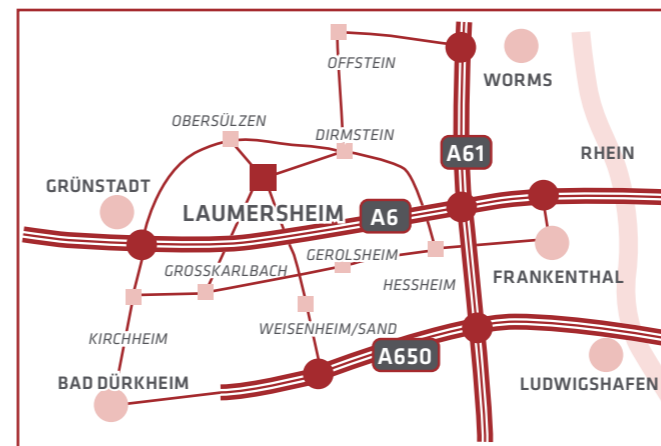 OFFSTEIN
WORMS
OBERSÜLZEN
DIRMSTEIN
A61
RHEIN
GRÜNSTADT
LAUMERSHEIM
A6
GROSSKARLBACH
GEROLSHEIM
HESSHEIM
FRANKENTHAL
KIRCHHEIM
WEISENHEIM/SAND
A650
BAD DÜRKHEIM
LUDWIGSHAFEN